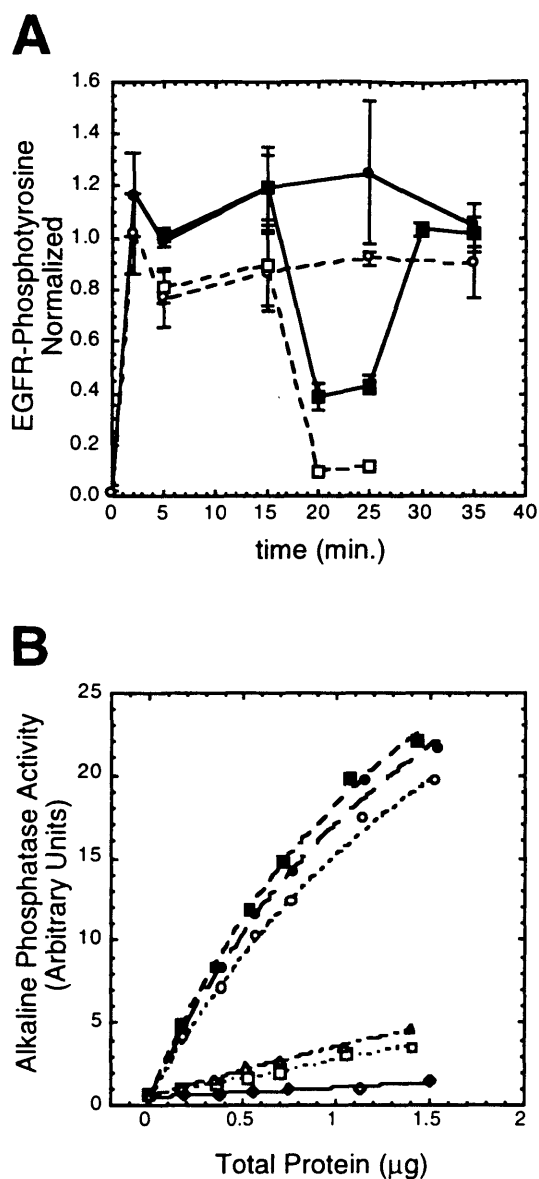 A
EGFR-Phosphotyrosine
Normalized
1.6
1.4
1.2
1.0
0.8
0.6
0.4
0.2
0.0
0 5 10 15 20 25 30 35 40
time (min.)
B
Alkaline Phosphatase Activity
(Arbitrary Units)
25
20
15
10
5
0
0 0.5 1 1.5 2
Total Protein (μg)